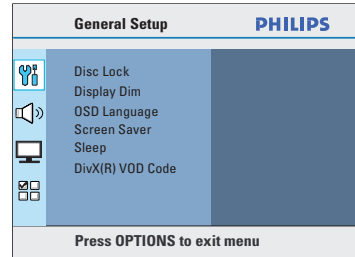 General Setup
PHILIPS
Disc Lock
Display Dim
OSD Language
Screen Saver
Sleep
DivX(R) VOD Code
Press OPTIONS to exit menu